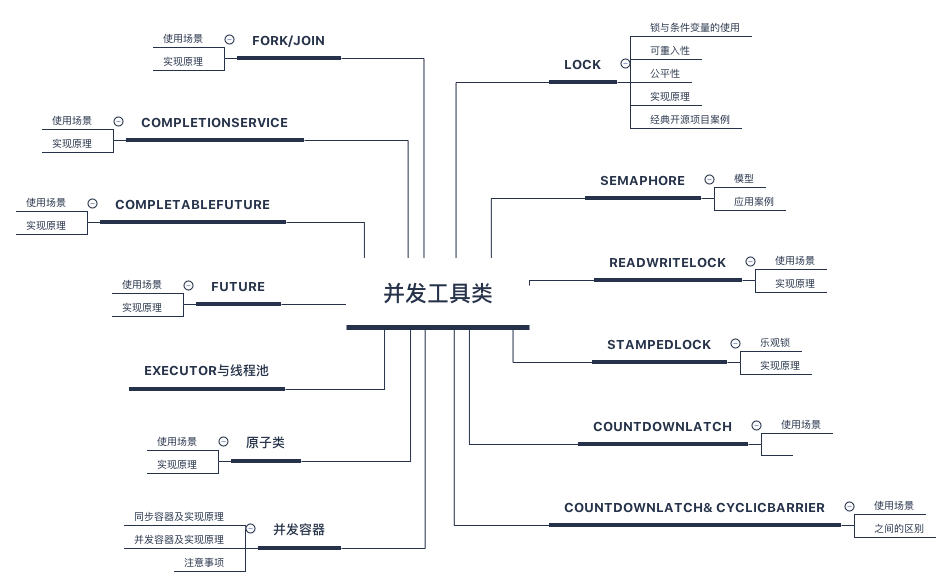 并发工具类
FORK/JOIN
使用场景
实现原理
COMPLETIONSERVICE
使用场景
实现原理
COMPLETABLEFUTURE
使用场景
实现原理
FUTURE
使用场景
实现原理
EXECUTOR与线程池
原子类
使用场景
实现原理
并发容器
同步容器及实现原理
并发容器及实现原理
注意事项
LOCK
锁与条件变量的使用
可重入性
公平性
实现原理
经典开源项目案例
SEMAPHORE
模型
应用案例
READWRITELOCK
使用场景
实现原理
STAMPEDLOCK
乐观锁
实现原理
COUNTDOWNLATCH
使用场景
COUNTDOWNLATCH& CYCLICBARRIER
使用场景
之间的区别